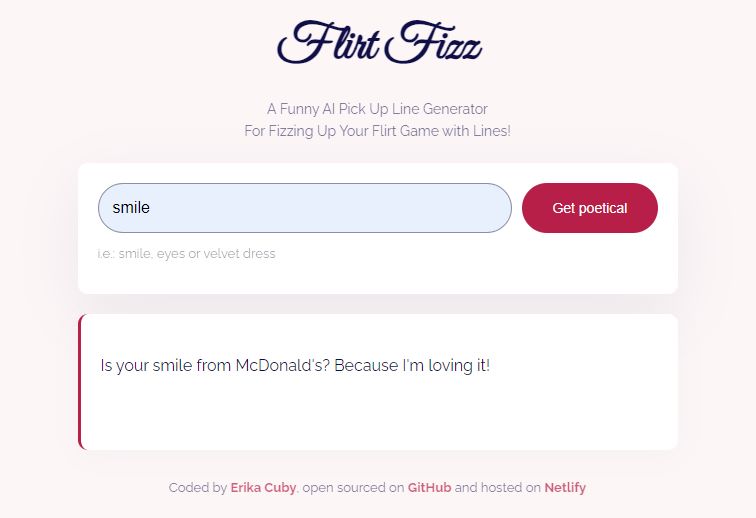 Flirt Fizz
A Funny AI Pick Up Line Generator
For Fizzing Up Your Flirt Game with Lines!
smile
Get poetical
i.e.: smile, eyes or velvet dress
Is your smile from McDonald's? Because I'm loving it!
Coded by Erika Cuby, open sourced on GitHub and hosted on Netlify